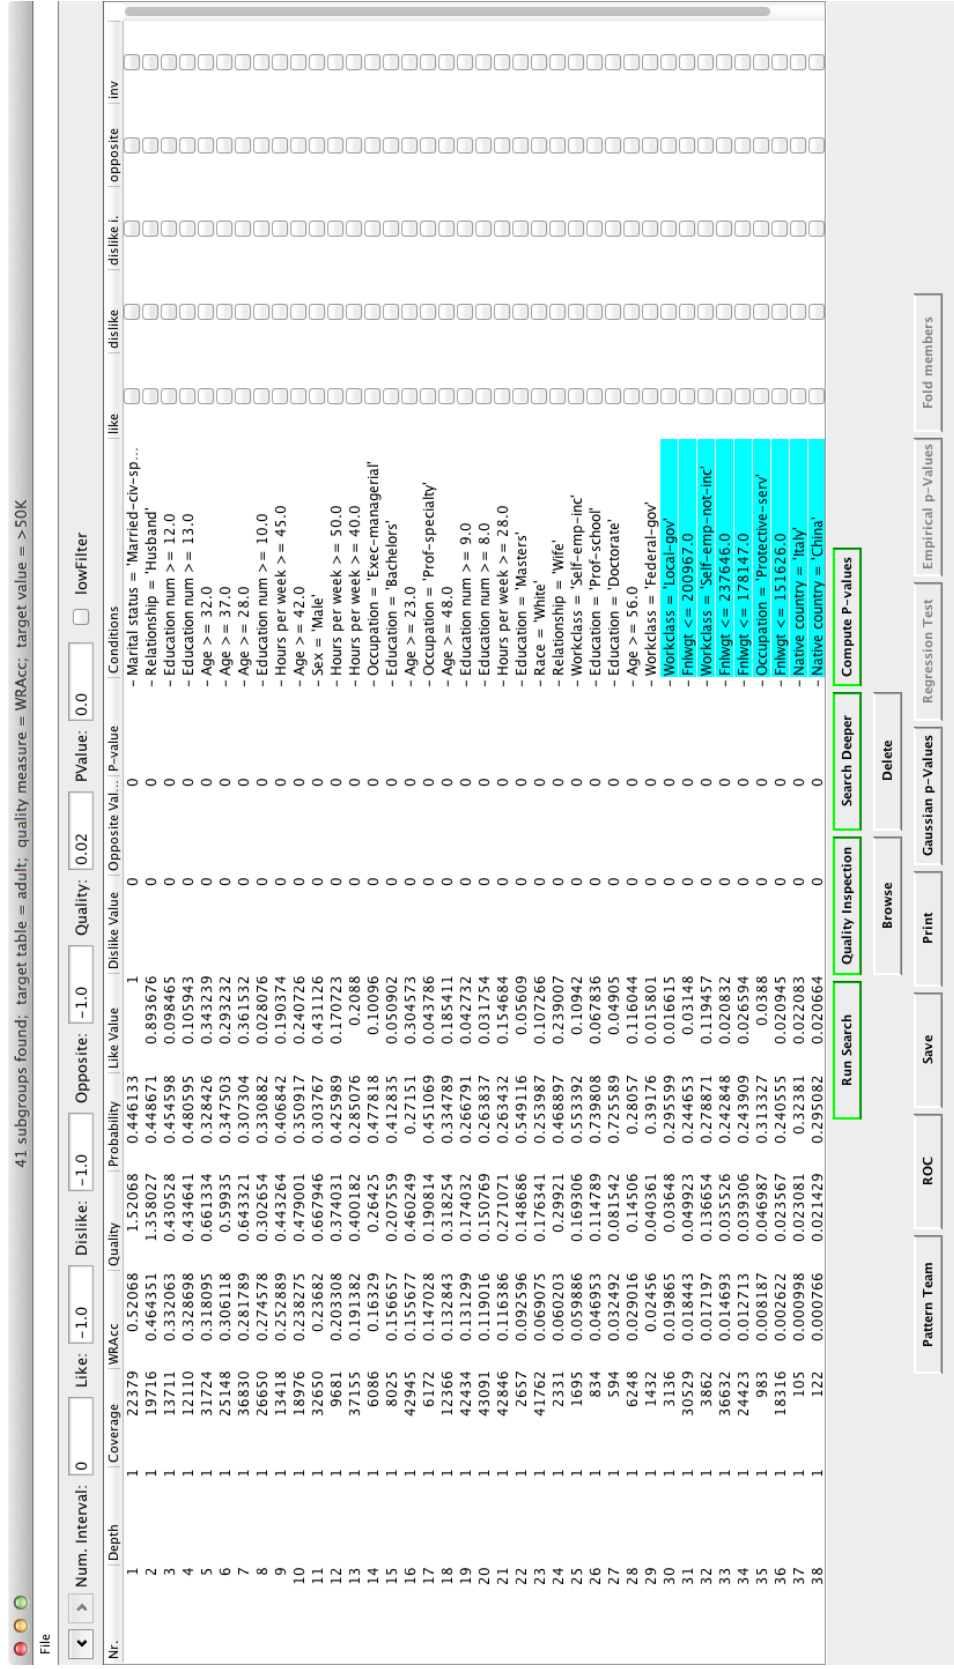 41 subgroups found;  target table = adult;  quality measure = WRAcc;  target value = >50K
File
< > Num. Interval: 0 Like: -1.0 Dislike: -1.0 Opposite: -1.0 Quality: 0.02 PValue: 0.0 lowFilter
Nr. Depth Coverage WRAcc Quality Probability Like Value Dislike Value Opposite Val... P-value Conditions like dislike dislike i. opposite inv
1 1 22379 0.52068 1.52068 0.446133 1 0 0 - Marital status = 'Married-civ-sp...
2 1 19716 0.464351 1.358027 0.448671 0.893676 0 0 - Relationship = 'Husband'
3 1 13711 0.332063 0.430528 0.454598 0.098465 0 0 - Education num >= 12.0
4 1 12110 0.328698 0.434641 0.480595 0.105943 0 0 - Education num >= 13.0
5 1 31724 0.318095 0.661334 0.328426 0.343239 0 0 - Age >= 32.0
6 1 25148 0.306118 0.59935 0.347503 0.293232 0 0 - Age >= 37.0
7 1 36830 0.281789 0.643321 0.307304 0.361532 0 0 - Age >= 28.0
8 1 26650 0.274578 0.302654 0.330882 0.028076 0 0 - Education num >= 10.0
9 1 13418 0.252889 0.443264 0.406842 0.190374 0 0 - Hours per week >= 45.0
10 1 18976 0.238275 0.479001 0.350917 0.240726 0 0 - Age >= 42.0
11 1 32650 0.223682 0.667946 0.303767 0.431126 0 0 - Sex = 'Male'
12 1 9681 0.203308 0.374031 0.425989 0.170723 0 0 - Hours per week >= 50.0
13 1 37155 0.191382 0.400182 0.285076 0.2088 0 0 - Hours per week >= 40.0
14 1 6086 0.16329 0.26425 0.477818 0.100096 0 0 - Occupation = 'Exec-managerial'
15 1 8025 0.156657 0.207559 0.412835 0.050902 0 0 - Education = 'Bachelors'
16 1 42945 0.155677 0.460249 0.27151 0.304573 0 0 - Age >= 23.0
17 1 6172 0.147028 0.190814 0.451069 0.043786 0 0 - Occupation = 'Prof-specialty'
18 1 12366 0.132843 0.318254 0.334789 0.185411 0 0 - Age >= 48.0
19 1 42434 0.131299 0.174032 0.266791 0.042732 0 0 - Education num >= 9.0
20 1 43091 0.119016 0.150769 0.263837 0.031754 0 0 - Education num >= 8.0
21 1 42846 0.116386 0.271071 0.263432 0.154684 0 0 - Hours per week >= 28.0
22 1 2657 0.092596 0.148686 0.549116 0.05609 0 0 - Education = 'Masters'
23 1 41762 0.069075 0.176341 0.253987 0.107266 0 0 - Race = 'White'
24 1 2331 0.060203 0.29921 0.468897 0.239007 0 0 - Relationship = 'Wife'
25 1 1695 0.059886 0.169306 0.553392 0.10942 0 0 - Workclass = 'Self-emp-inc'
26 1 834 0.046953 0.114789 0.739808 0.067836 0 0 - Education = 'Prof-school'
27 1 594 0.032492 0.081542 0.725589 0.04905 0 0 - Education = 'Doctorate'
28 1 6248 0.029016 0.14506 0.28057 0.116044 0 0 - Age >= 56.0
29 1 1432 0.02456 0.040361 0.39176 0.015801 0 0 - Workclass = 'Federal-gov'
30 1 3136 0.019865 0.03648 0.295599 0.016615 0 0 - Workclass = 'Local-gov'
31 1 30529 0.018443 0.049923 0.244653 0.03148 0 0 - Fnlwgt <= 200967.0
32 1 3862 0.017197 0.136654 0.278871 0.119457 0 0 - Workclass = 'Self-emp-not-inc'
33 1 36632 0.014693 0.035526 0.242848 0.020832 0 0 - Fnlwgt <= 237646.0
34 1 24423 0.012713 0.039306 0.243909 0.026594 0 0 - Fnlwgt <= 178147.0
35 1 983 0.008187 0.046987 0.313327 0.0388 0 0 - Occupation = 'Protective-serv'
36 1 18316 0.002622 0.023567 0.240555 0.020945 0 0 - Fnlwgt <= 151626.0
37 1 105 0.000998 0.023081 0.32381 0.022083 0 0 - Native country = 'Italy'
38 1 122 0.000766 0.021429 0.295082 0.020664 0 0 - Native country = 'China'
Run Search Quality Inspection Search Deeper Compute P-values
Browse Delete
Pattern Team ROC Save Print Gaussian p-Values Regression Test Empirical p-Values Fold members